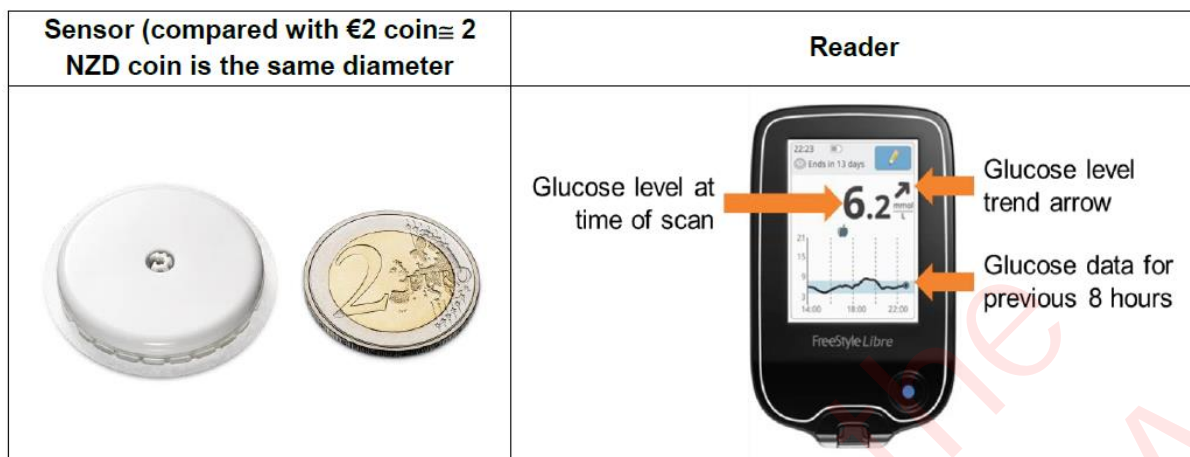 Sensor (compared with €2 coin≅ 2
NZD coin is the same diameter
Reader
2
EURO
Glucose level at
time of scan
22:23
Ends in 13 days
6.2 mmol
L
Glucose level
trend arrow
21
15
9
3
14:00 18:00 22:00
Glucose data for
previous 8 hours
FreeStyle Libre
he